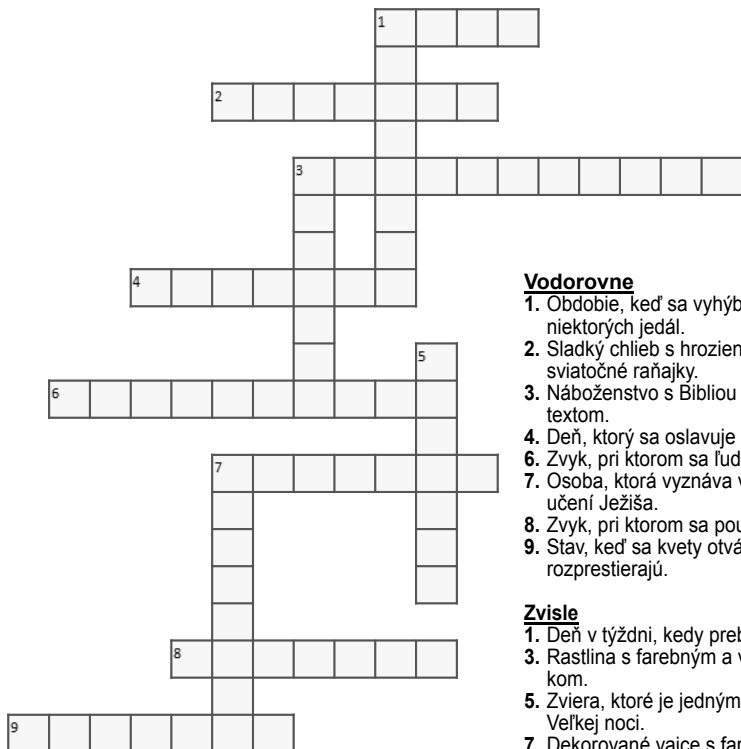 1
2
3
4
5
6
7
8
9
Vodorovne
1. Obdobie, keď sa vyhýb
niektorých jedál.
2. Sladký chlieb s hrozien
sviatočné raňajky.
3. Náboženstvo s Bibliou
textom.
4. Deň, ktorý sa oslavuje
6. Zvyk, pri ktorom sa ľud
7. Osoba, ktorá vyznáva v
učení Ježiša.
8. Zvyk, pri ktorom sa pou
9. Stav, keď sa kvety otvá
rozprestierajú.
Zvisle
1. Deň v týždni, kedy preb
3. Rastlina s farebným a v
kom.
5. Zviera, ktoré je jedným
Veľkej noci.
7. Dekorované vajce s far